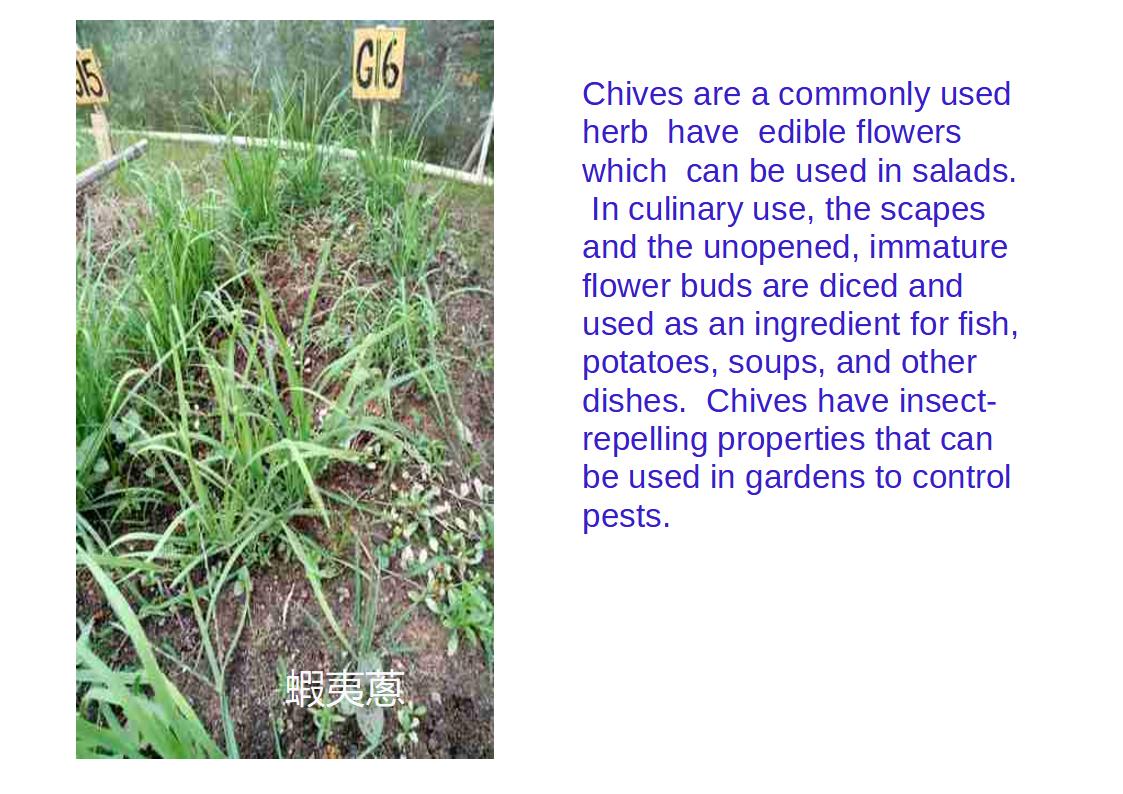 G15
G16
蝦夷蔥
Chives are a commonly used
herb  have  edible flowers
which  can be used in salads.
In culinary use, the scapes
and the unopened, immature
flower buds are diced and
used as an ingredient for fish,
potatoes, soups, and other
dishes.  Chives have insect-
repelling properties that can
be used in gardens to control
pests.